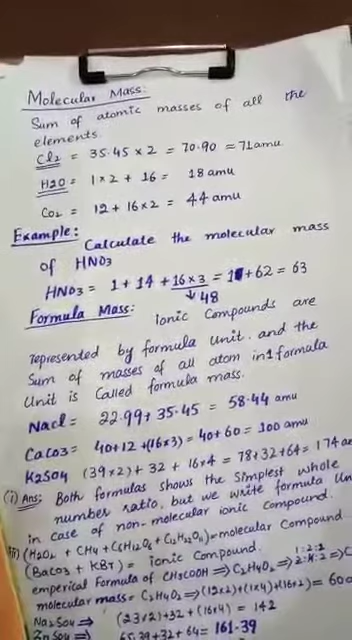 Molecular Mass:
Sum of atomic masses of all the
elements.
Cl2 = 35.45 × 2 = 70.90 = 71 amu
H2O = 1×2 + 16 = 18 amu
Co2 = 12 + 16×2 = 44 amu
Example: Calculate the molecular mass
of HNO3
HNO3 = 1 + 14 + 16×3 = 1+62 = 63
↓ 48
Formula Mass: ionic Compounds are
represented by formula unit. and the
Sum of masses of all atom in 1 formula
Unit is Called formula mass.
Nacl = 22.99 + 35.45 = 58.44 amu
CaCO3 = 40+12+(16×3) = 40+60 = 100 amu
K2SO4 (39×2) + 32 + 16×4 = 78+32+64 = 174 am
(i) Ans: Both formulas shows the Simplest whole
number ratio, but we write formula Un
in case of non-molecular ionic compound.
(H2O2 + CH4 + C6H12O6 + C12H22O11) = molecular Compound
(BaCO3 + KBr) = ionic Compound.
emperical Formula of CH3COOH ⇒ C2H4O2 ⇒ 1:2:1
molecular mass = C2H4O2 ⇒ (12×2)+(1×4)+(16×2) = 60
Na2SO4 ⇒ (23×2)+32+(16×4) = 142
ZnSO4 ⇒ 65.39+32+64 = 161.39